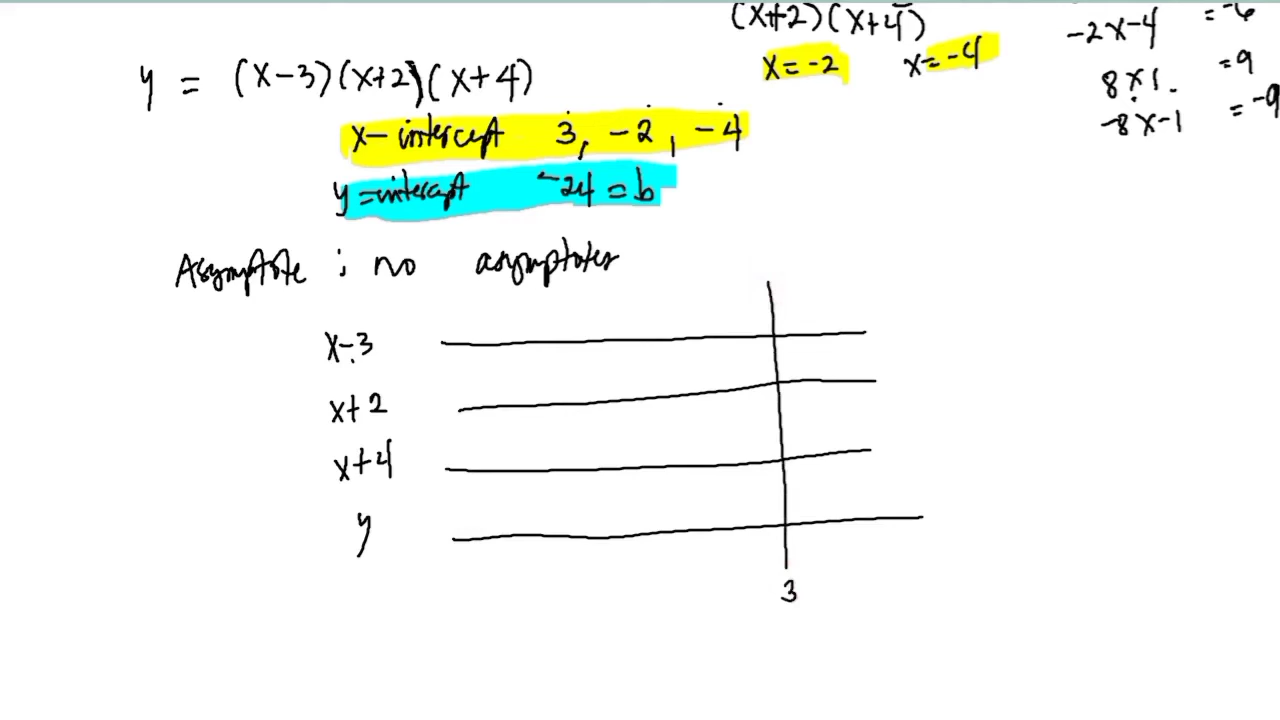 (x+2)(x+4)
x=-2 x=-4
-2x-4 =-6
8x1. =9
-8x-1 =-9
y = (x-3)(x+2)(x+4)
x-intercept 3, -2, -4
y=intercept -24=b
Asymptote : no asymptotes
x-3
x+2
x+4
y
3